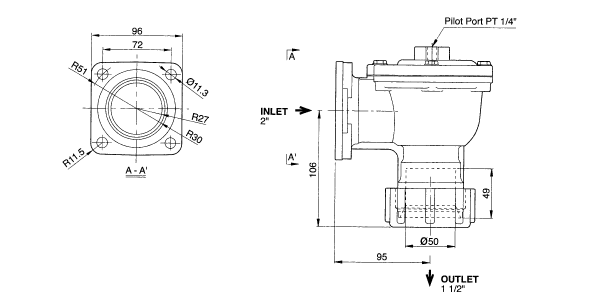 96
72
R51
Ø11.3
R27
R30
R11.5
A - A'
Pilot Port PT 1/4"
A
INLET
2"
A'
106
49
Ø50
95
OUTLET
1 1/2"